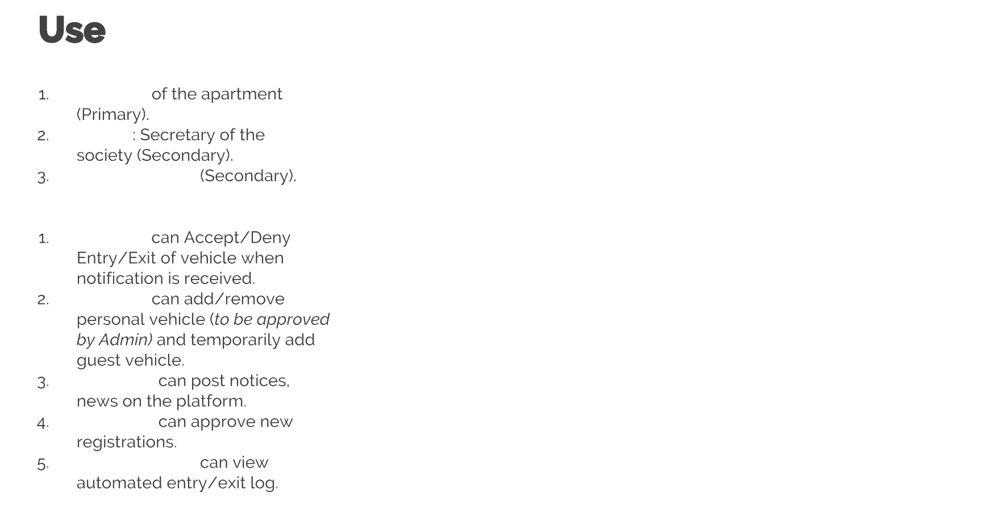 Use
1. of the apartment
(Primary).
2. : Secretary of the
society (Secondary).
3. (Secondary).
1. can Accept/Deny
Entry/Exit of vehicle when
notification is received.
2. can add/remove
personal vehicle (to be approved
by Admin) and temporarily add
guest vehicle.
3. can post notices,
news on the platform.
4. can approve new
registrations.
5. can view
automated entry/exit log.